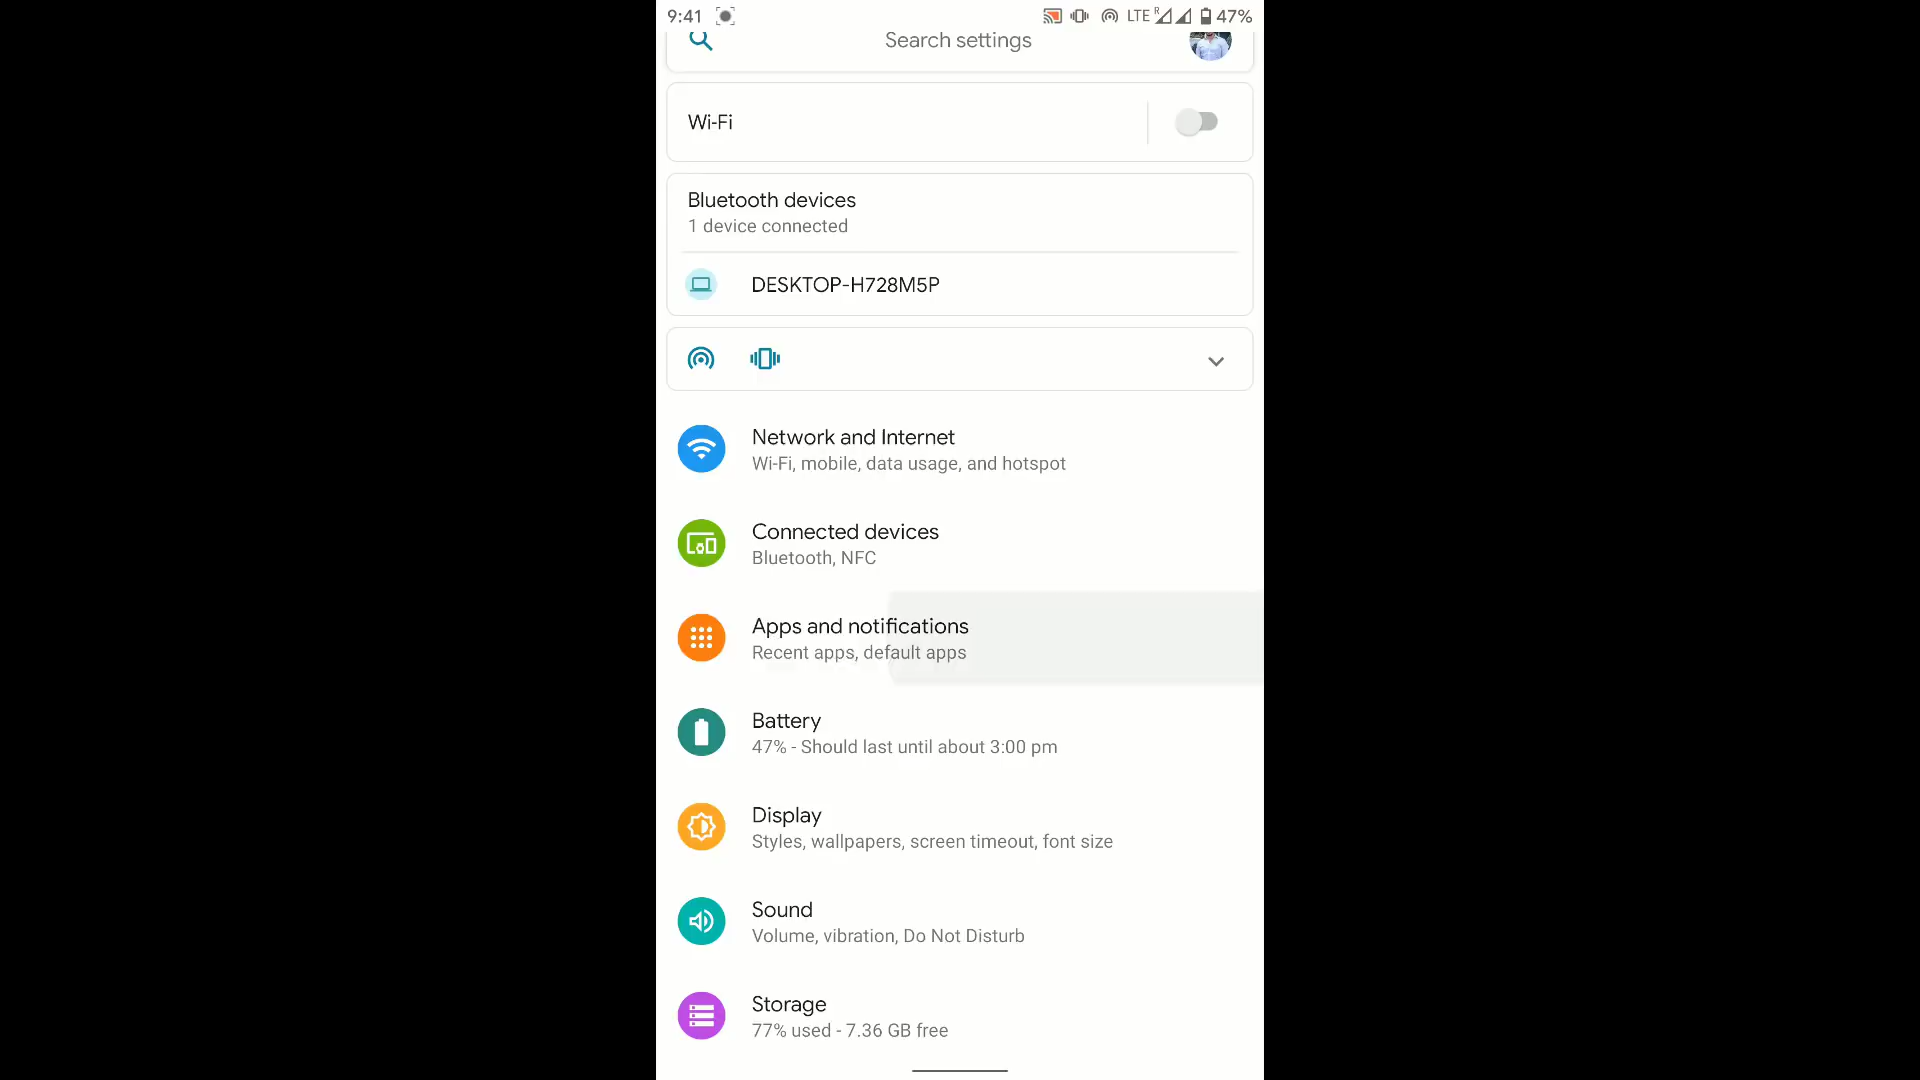 9:41 LTE R 47%
Search settings
Wi-Fi
Bluetooth devices
1 device connected
DESKTOP-H728M5P
Network and Internet
Wi-Fi, mobile, data usage, and hotspot
Connected devices
Bluetooth, NFC
Apps and notifications
Recent apps, default apps
Battery
47% - Should last until about 3:00 pm
Display
Styles, wallpapers, screen timeout, font size
Sound
Volume, vibration, Do Not Disturb
Storage
77% used - 7.36 GB free